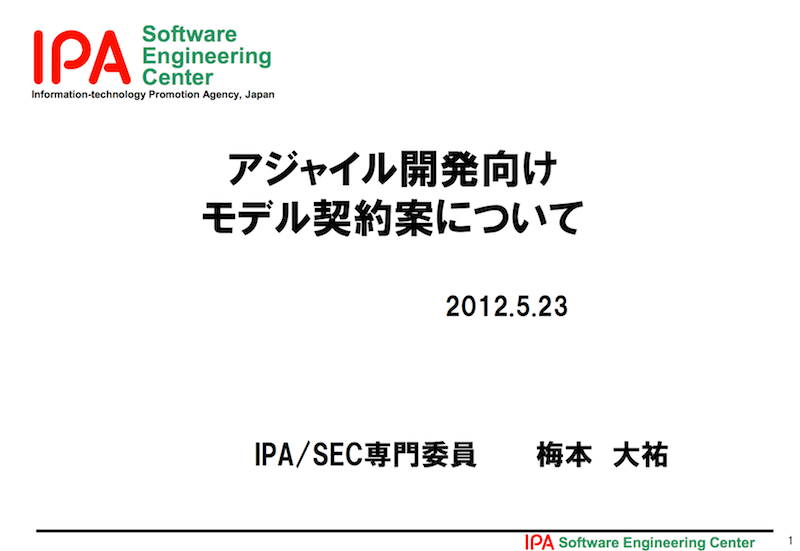 IPA
Software
Engineering
Center
Information-technology Promotion Agency, Japan
アジャイル開発向け
モデル契約案について
2012.5.23
IPA/SEC専門委員　梅本　大祐
IPA Software Engineering Center
1